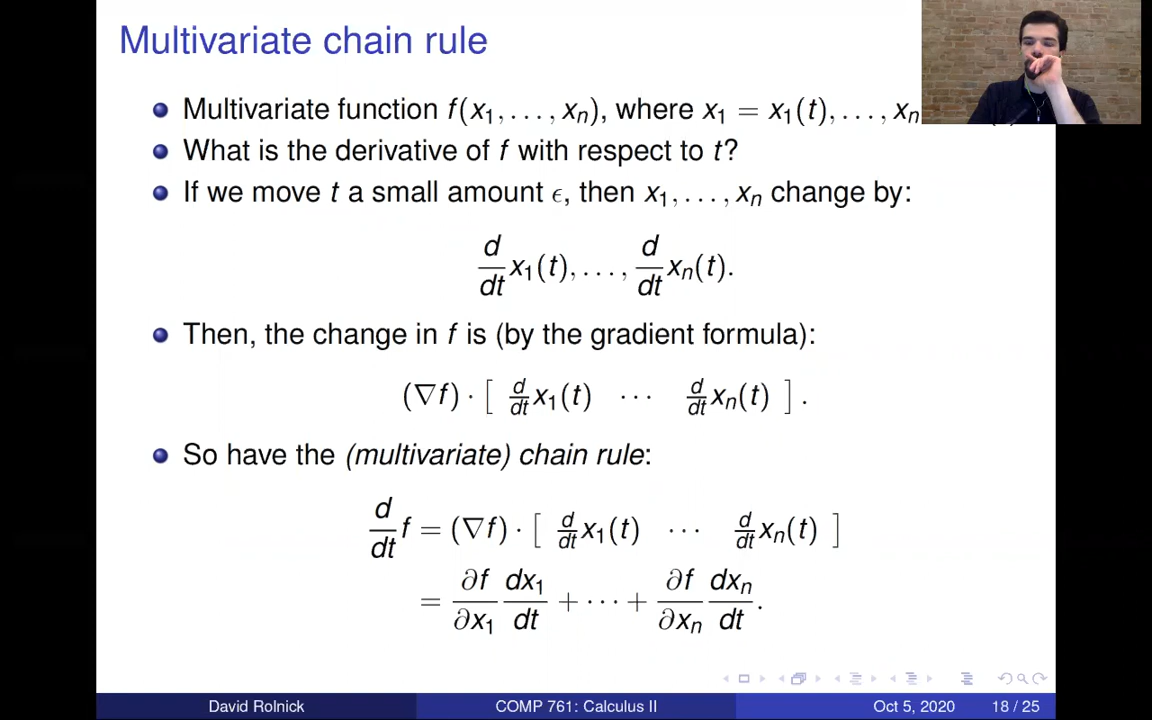 Multivariate chain rule
Multivariate function f(x₁, . . . , xₙ), where x₁ = x₁(t), . . . , xₙ
What is the derivative of f with respect to t?
If we move t a small amount ϵ, then x₁, . . . , xₙ change by:
d/dt x₁(t), . . . , d/dt xₙ(t).
Then, the change in f is (by the gradient formula):
(∇f) · [ d/dt x₁(t) ⋯ d/dt xₙ(t) ] .
So have the (multivariate) chain rule:
d/dt f = (∇f) · [ d/dt x₁(t) ⋯ d/dt xₙ(t) ]
= ∂f/∂x₁ dx₁/dt + ⋯ + ∂f/∂xₙ dxₙ/dt .
David Rolnick COMP 761: Calculus II Oct 5, 2020 18 / 25